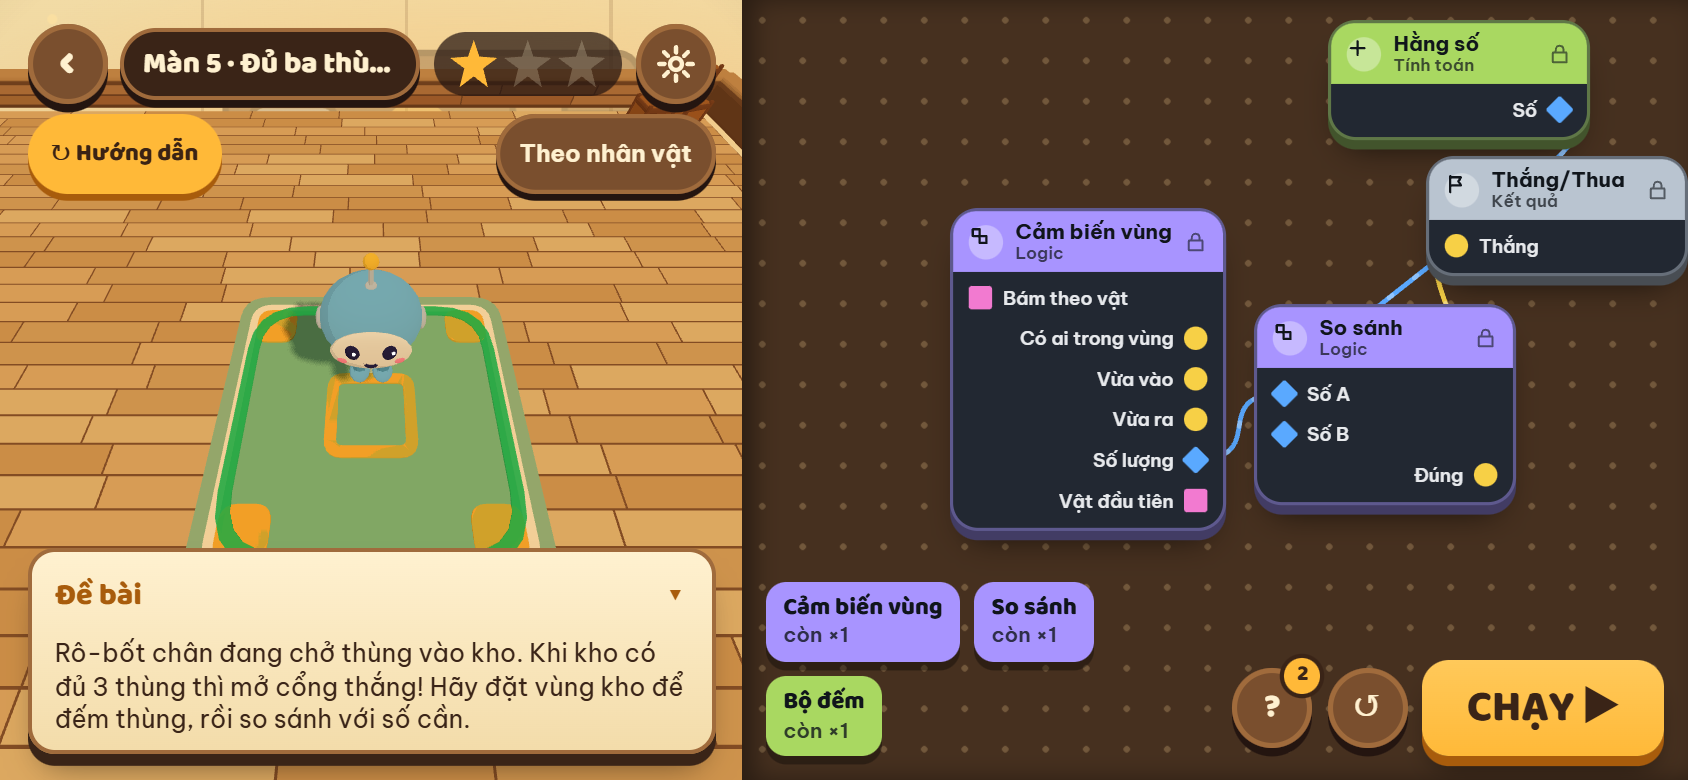 Màn 5 · Đủ ba thù...
Hướng dẫn
Theo nhân vật
Đề bài
Rô-bốt chân đang chở thùng vào kho. Khi kho có
đủ 3 thùng thì mở cổng thắng! Hãy đặt vùng kho để
đếm thùng, rồi so sánh với số cần.
Hằng số
Tính toán
Số
Thắng/Thua
Kết quả
Thắng
Cảm biến vùng
Logic
Bám theo vật
Có ai trong vùng
Vừa vào
Vừa ra
Số lượng
Vật đầu tiên
So sánh
Logic
Số A
Số B
Đúng
Cảm biến vùng
còn ×1
So sánh
còn ×1
Bộ đếm
còn ×1
?
2
CHẠY